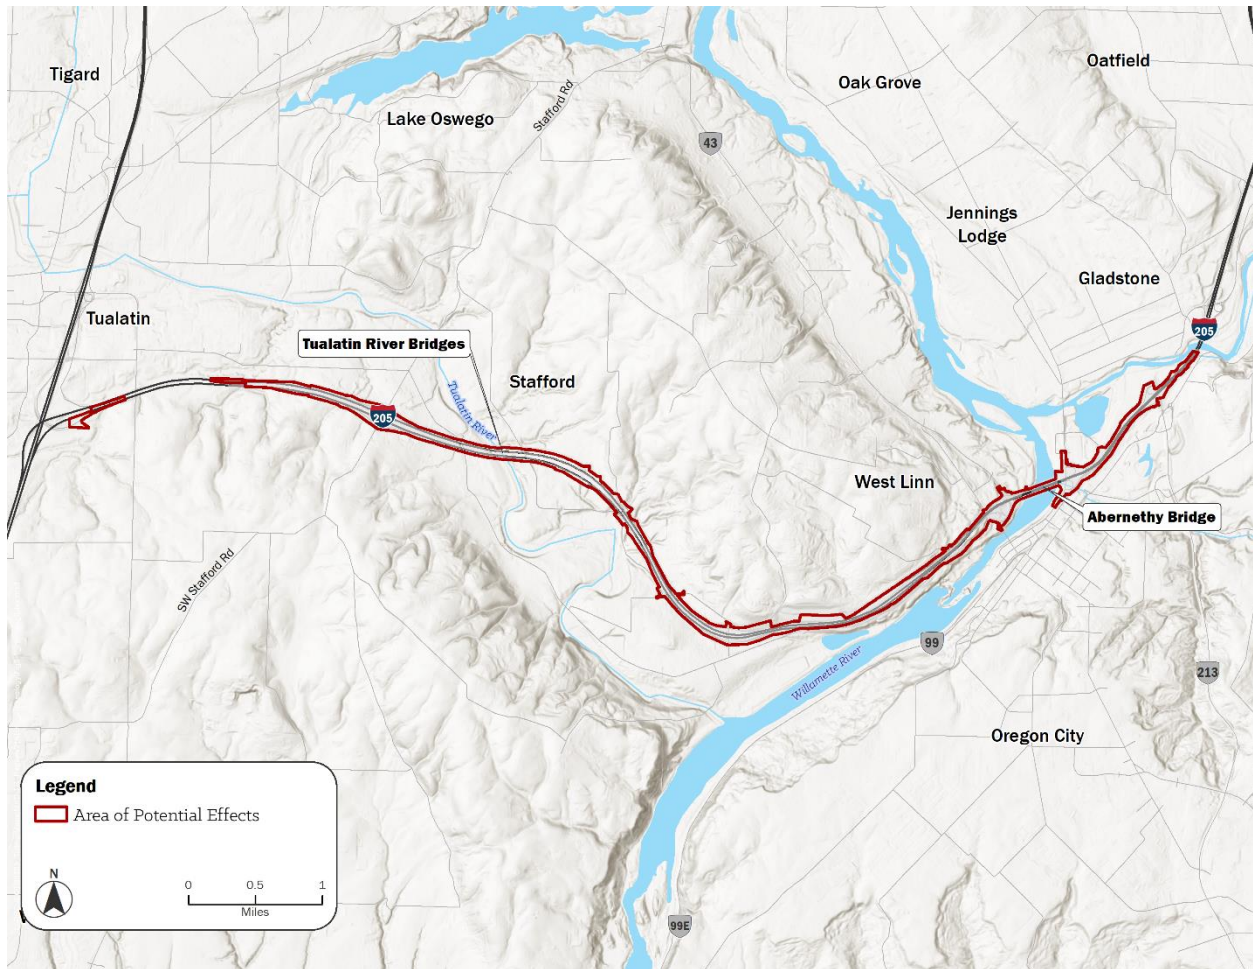 Tigard
Lake Oswego
Stafford Rd
43
Oak Grove
Oatfield
Jennings
Lodge
Gladstone
205
Tualatin
Tualatin River Bridges
Stafford
Tualatin River
205
West Linn
Abernethy Bridge
SW Stafford Rd
Willamette River
99
213
Oregon City
99E
Legend
Area of Potential Effects
N
0 0.5 1
Miles